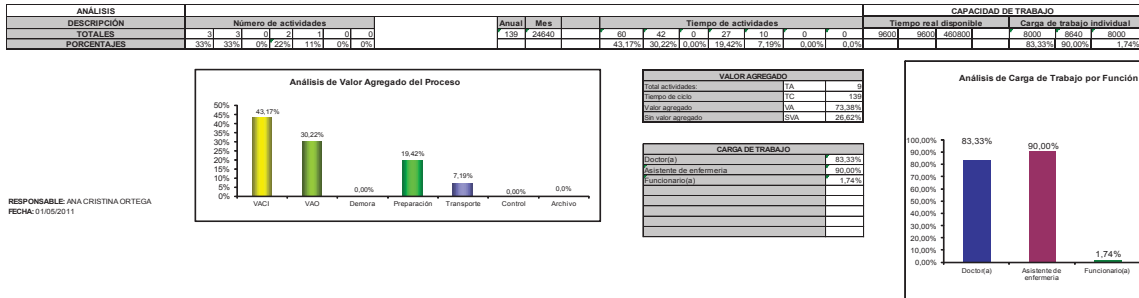 ANÁLISIS CAPACIDAD DE TRABAJO
DESCRIPCIÓN Número de actividades Anual Mes Tiempo de actividades Tiempo real disponible Carga de trabajo individual
TOTALES 3 3 0 2 1 0 0 139 24640 60 42 0 27 10 0 0 9600 9600 460800 8000 8640 8000
PORCENTAJES 33% 33% 0% 22% 11% 0% 0% 43,17% 30,22% 0,00% 19,42% 7,19% 0,00% 0,0% 83,33% 90,00% 1,74%
Análisis de Valor Agregado del Proceso
50%
45%
40%
35%
30%
25%
20%
15%
10%
5%
0%
43,17%
30,22%
0,00%
19,42%
7,19%
0,00%
0,0%
VACI VAO Demora Preparación Transporte Control Archivo
VALOR AGREGADO
Total actividades: TA 9
Tiempo de ciclo TC 139
Valor agregado VA 73,38%
Sin valor agregado SVA 26,62%
CARGA DE TRABAJO
Doctor(a) 83,33%
Asistente de enfermería 90,00%
Funcionario(a) 1,74%
Análisis de Carga de Trabajo por Función
100,00%
90,00%
80,00%
70,00%
60,00%
50,00%
40,00%
30,00%
20,00%
10,00%
0,00%
83,33%
90,00%
1,74%
Doctor(a) Asistente de Funcionario(a)
enfermería
RESPONSABLE: ANA CRISTINA ORTEGA
FECHA: 01/05/2011